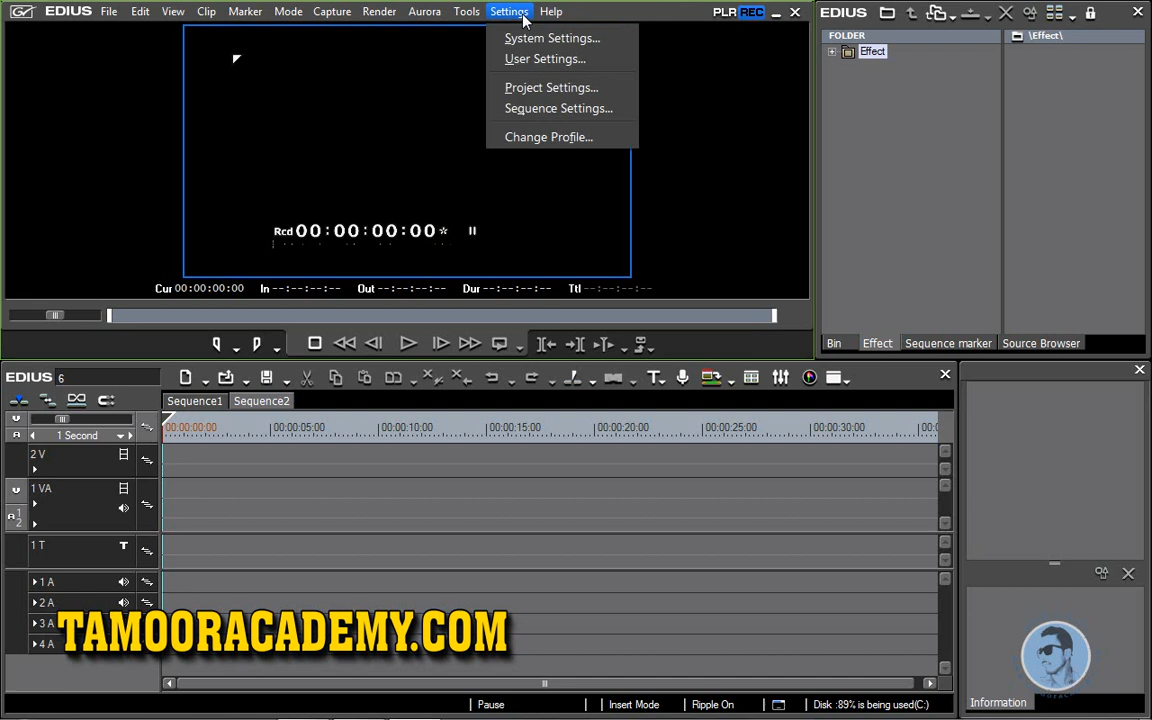 EDIUS File Edit View Clip Marker Mode Capture Render Aurora Tools Settings Help PLR REC
System Settings...
User Settings...
Project Settings...
Sequence Settings...
Change Profile...
Rcd 00:00:00:00 * II
Cur 00:00:00:00 In --:--:--:-- Out --:--:--:-- Dur --:--:--:-- Ttl --:--:--:--
EDIUS
FOLDER
Effect
\Effect\
Bin Effect Sequence marker Source Browser
EDIUS 6
Sequence1 Sequence2
1 Second
00:00:00:00 00:00:05:00 00:00:10:00 00:00:15:00 00:00:20:00 00:00:25:00 00:00:30:00
2 V
1 VA
1 T
1 A
2 A
3 A
4 A
TAMOORACADEMY.COM
Pause Insert Mode Ripple On Disk :89% is being used(C:)
Information